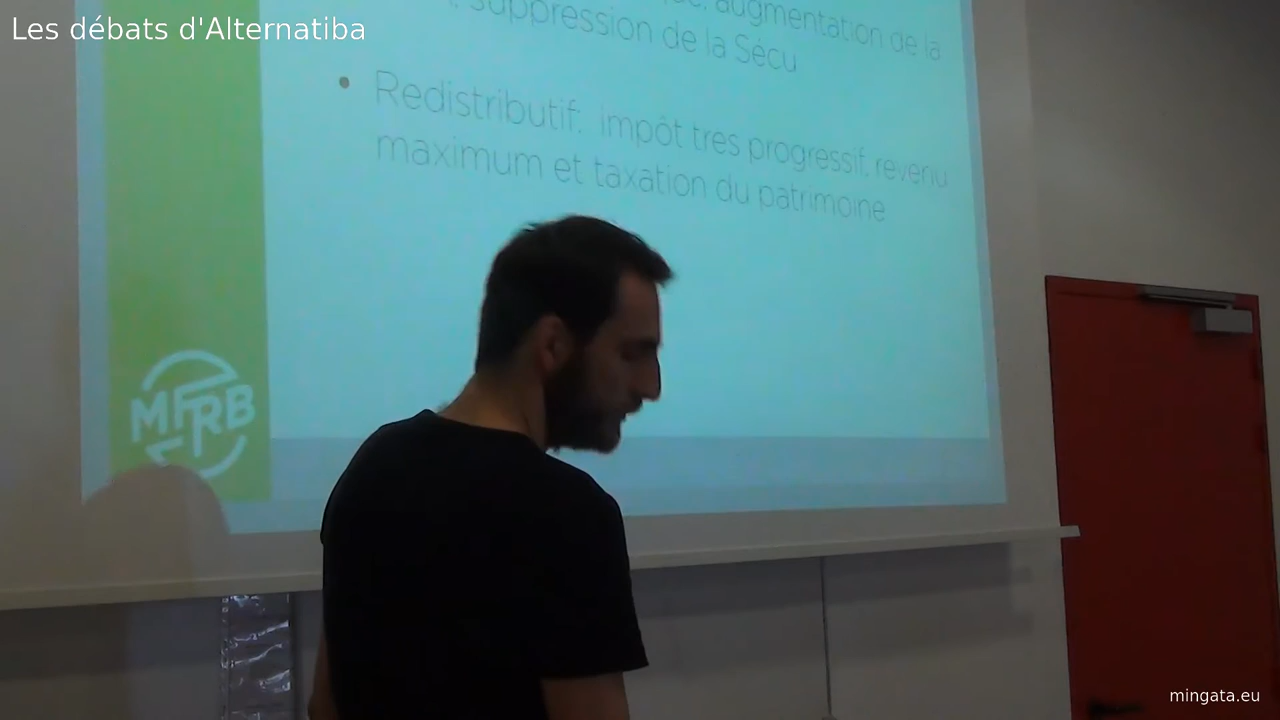 Les débats d'Alternatiba
augmentation de la
suppression de la Sécu
• Redistributif: impôt tres progressif, revenu
maximum et taxation du patrimoine
MFRB
mingata.eu